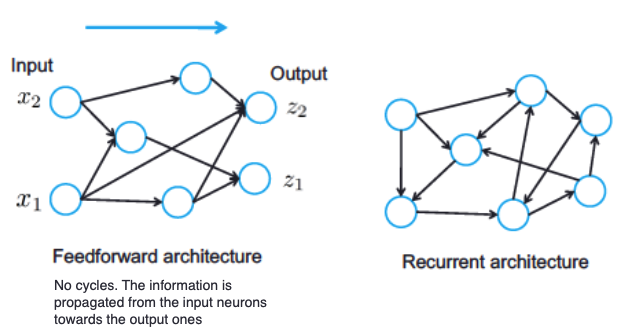 Input
Output
x₂
z₂
z₁
x₁
Feedforward architecture
Recurrent architecture
No cycles. The information is
propagated from the input neurons
towards the output ones